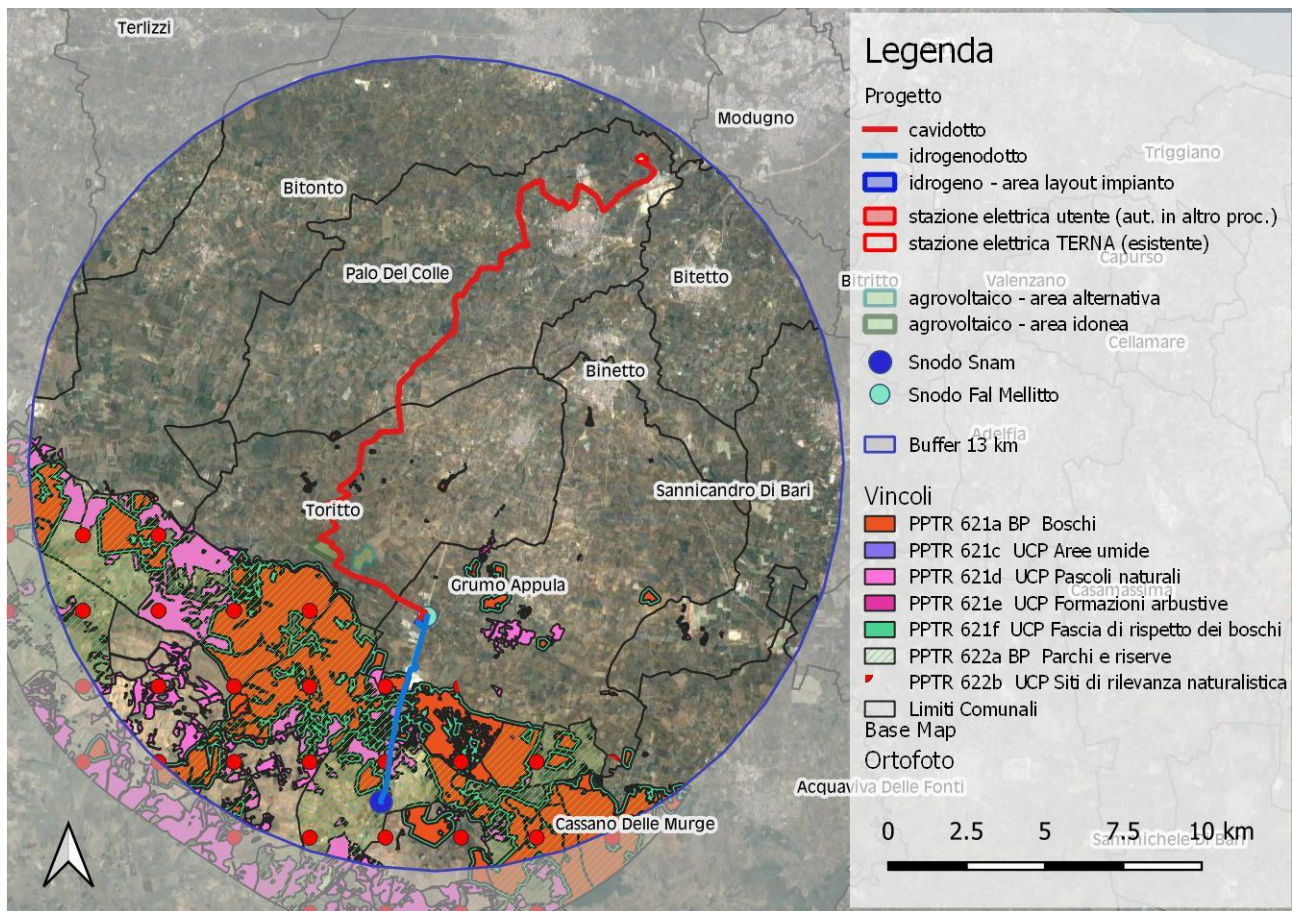 Terlizzi
Modugno
Bitonto
Palo Del Colle
Bitetto
Binetto
Sannicandro Di Bari
Toritto
Grumo Appula
Cassano Delle Murge
Acquaviva Delle Fonti
Bitritto
Triggiano
Capurso
Valenzano
Cellamare
Adelfia
Casamassima
Sammichele Di Bari
Legenda
Progetto
cavidotto
idrogenodotto
idrogeno - area layout impianto
stazione elettrica utente (aut. in altro proc.)
stazione elettrica TERNA (esistente)
agrovoltaico - area alternativa
agrovoltaico - area idonea
Snodo Snam
Snodo Fal Mellitto
Buffer 13 km
Vincoli
PPTR 621a BP Boschi
PPTR 621c UCP Aree umide
PPTR 621d UCP Pascoli naturali
PPTR 621e UCP Formazioni arbustive
PPTR 621f UCP Fascia di rispetto dei boschi
PPTR 622a BP Parchi e riserve
PPTR 622b UCP Siti di rilevanza naturalistica
Limiti Comunali
Base Map
Ortofoto
0 2.5 5 7.5 10 km